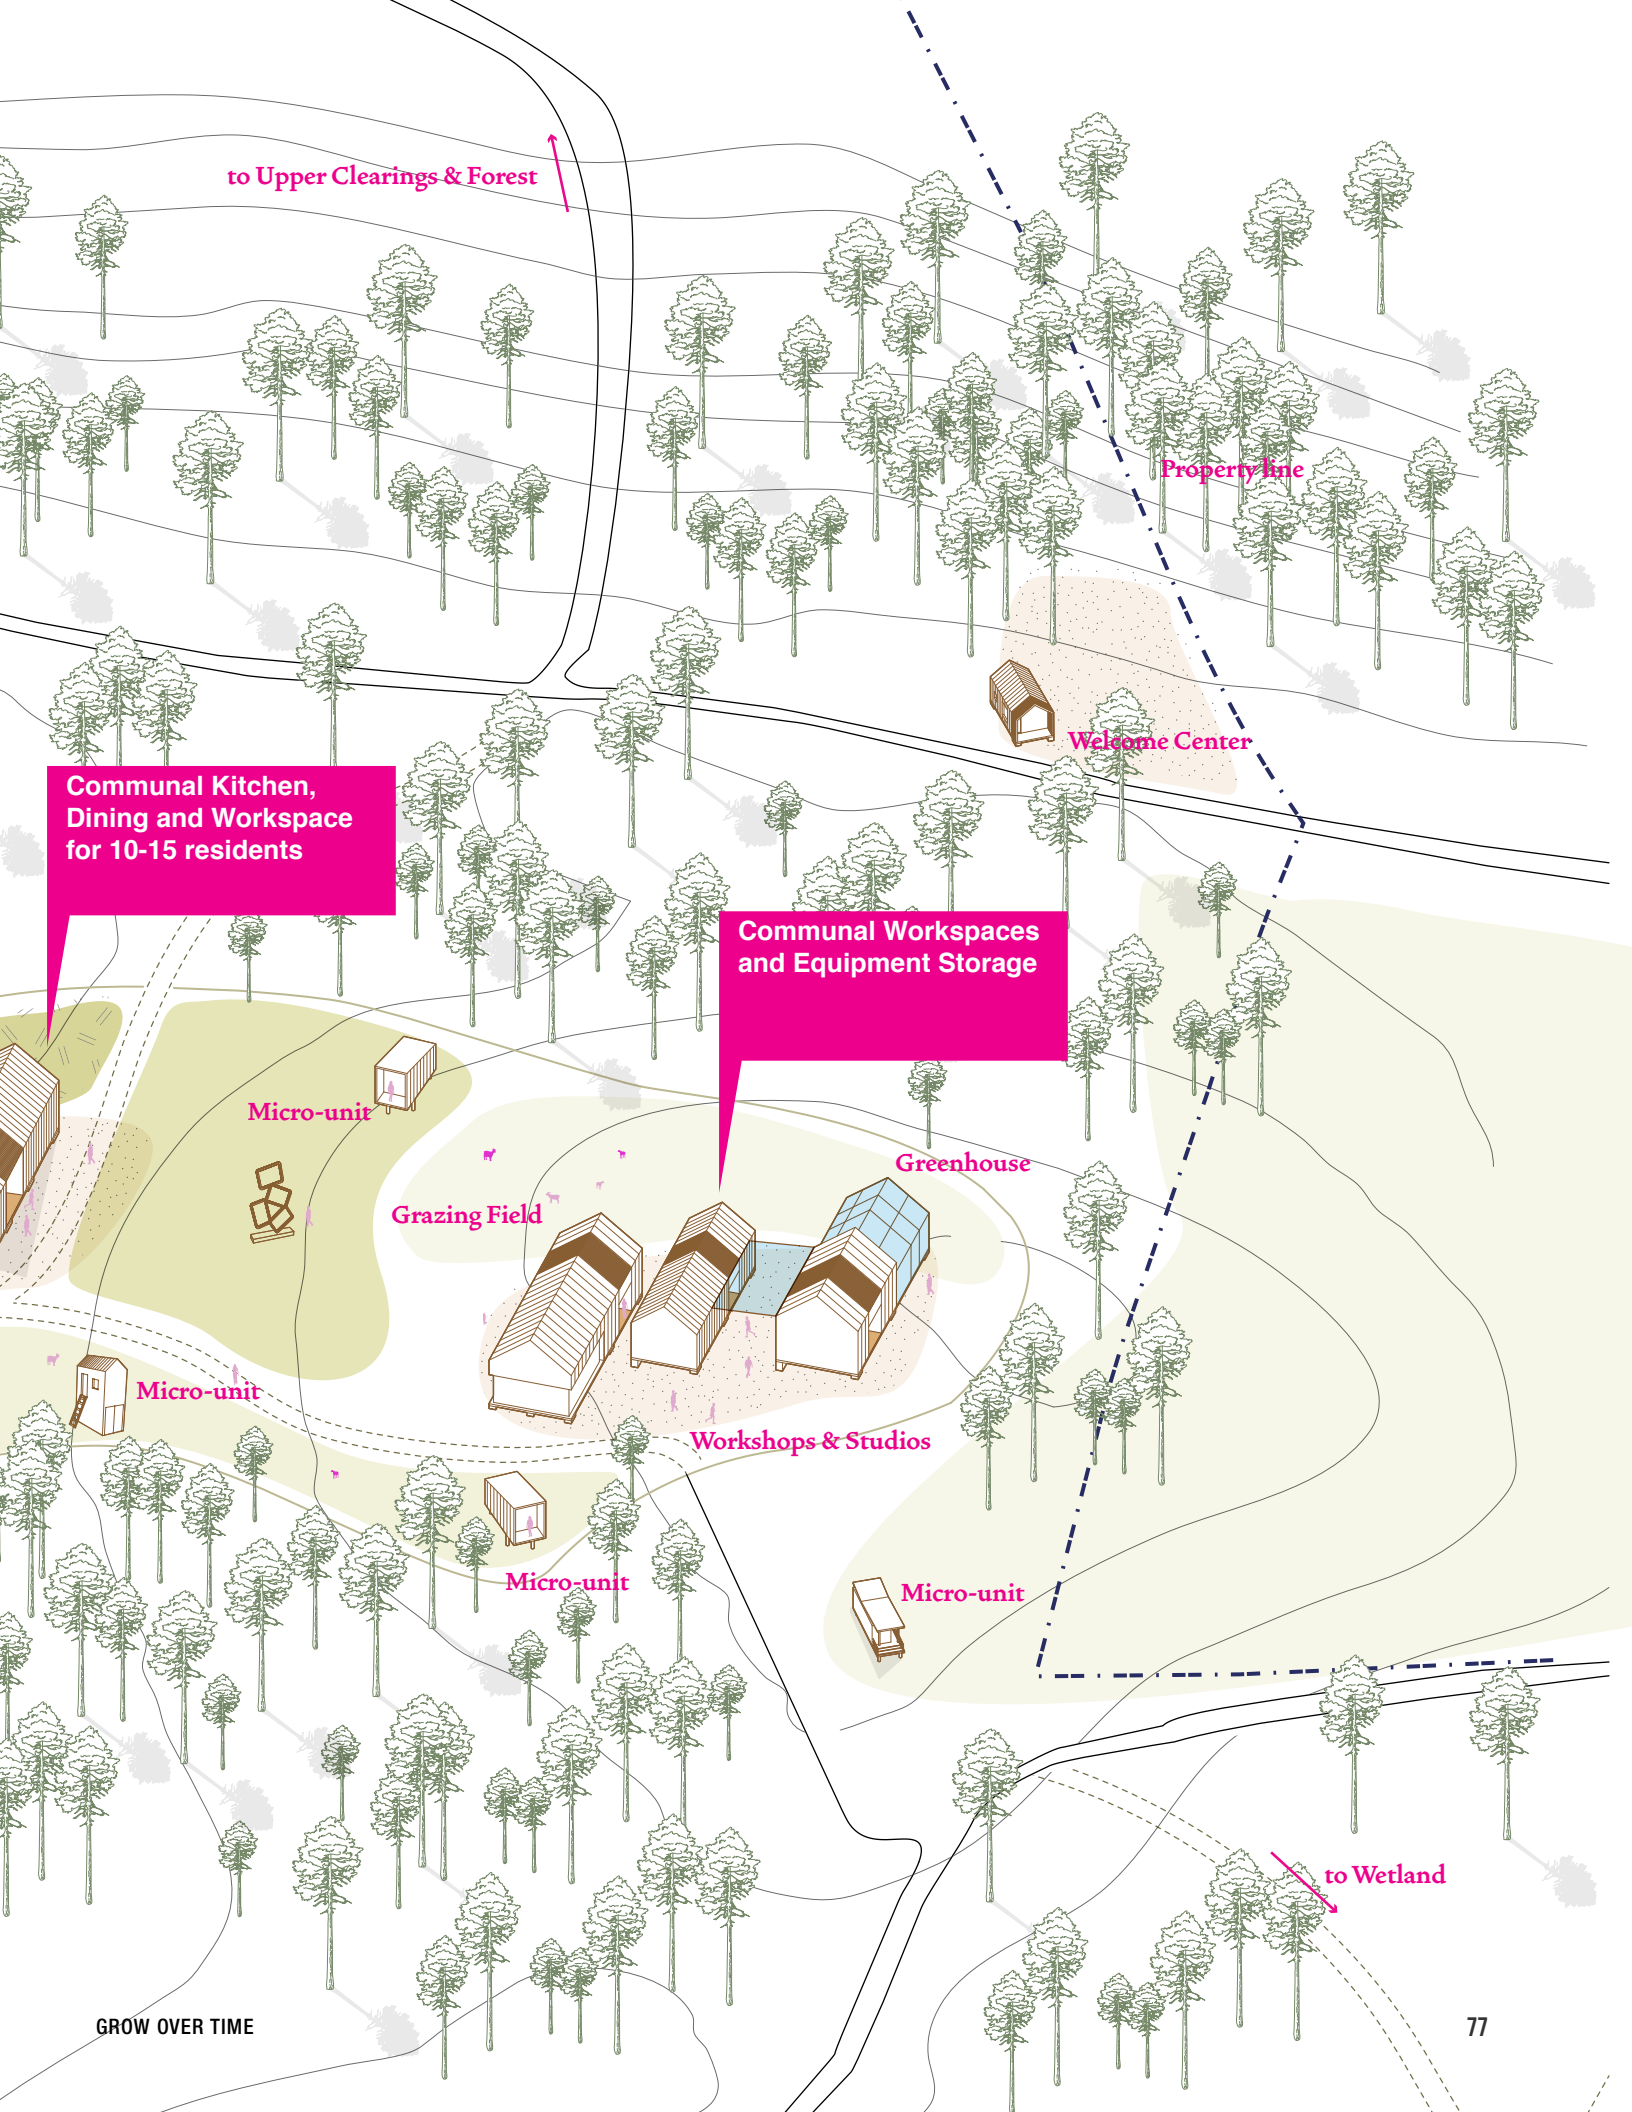 to Upper Clearings & Forest
Property line
Welcome Center
Communal Kitchen,
Dining and Workspace
for 10-15 residents
Communal Workspaces
and Equipment Storage
Micro-unit
Greenhouse
Grazing Field
Micro-unit
Workshops & Studios
Micro-unit
Micro-unit
to Wetland
GROW OVER TIME
77